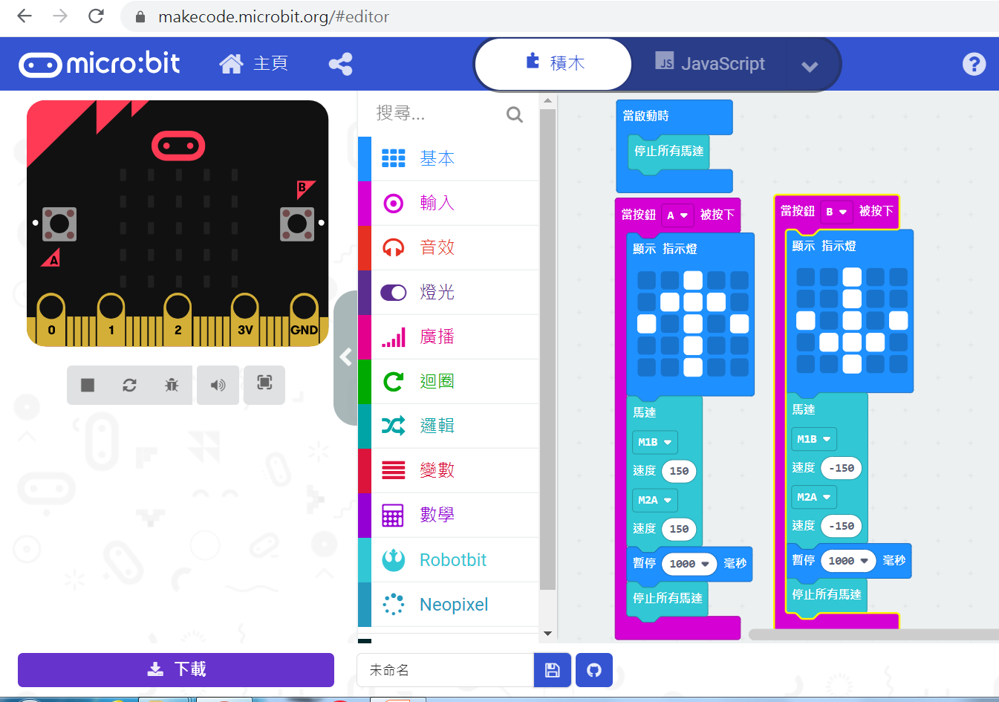 makecode.microbit.org/#editor
micro:bit
主頁
積木
JS JavaScript
?
B
A
0 1 2 3V GND
搜尋...
基本
輸入
音效
燈光
廣播
迴圈
邏輯
變數
數學
Robotbit
Neopixel
當啟動時
停止所有馬達
當按鈕 A 被按下
顯示 指示燈
馬達
M1B
速度 150
M2A
速度 150
暫停 1000 毫秒
停止所有馬達
當按鈕 B 被按下
顯示 指示燈
馬達
M1B
速度 -150
M2A
速度 -150
暫停 1000 毫秒
停止所有馬達
下載
未命名